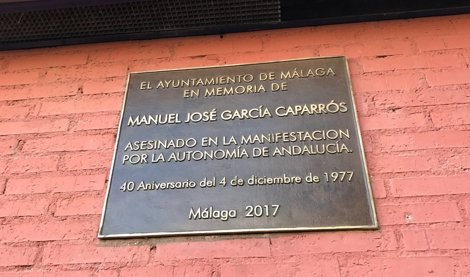 EL AYUNTAMIENTO DE MÁLAGA
EN MEMORIA DE
MANUEL JOSÉ GARCÍA CAPARRÓS
ASESINADO EN LA MANIFESTACION
POR LA AUTONOMÍA DE ANDALUCÍA.
40 Aniversario del 4 de diciembre de 1977
Málaga 2017